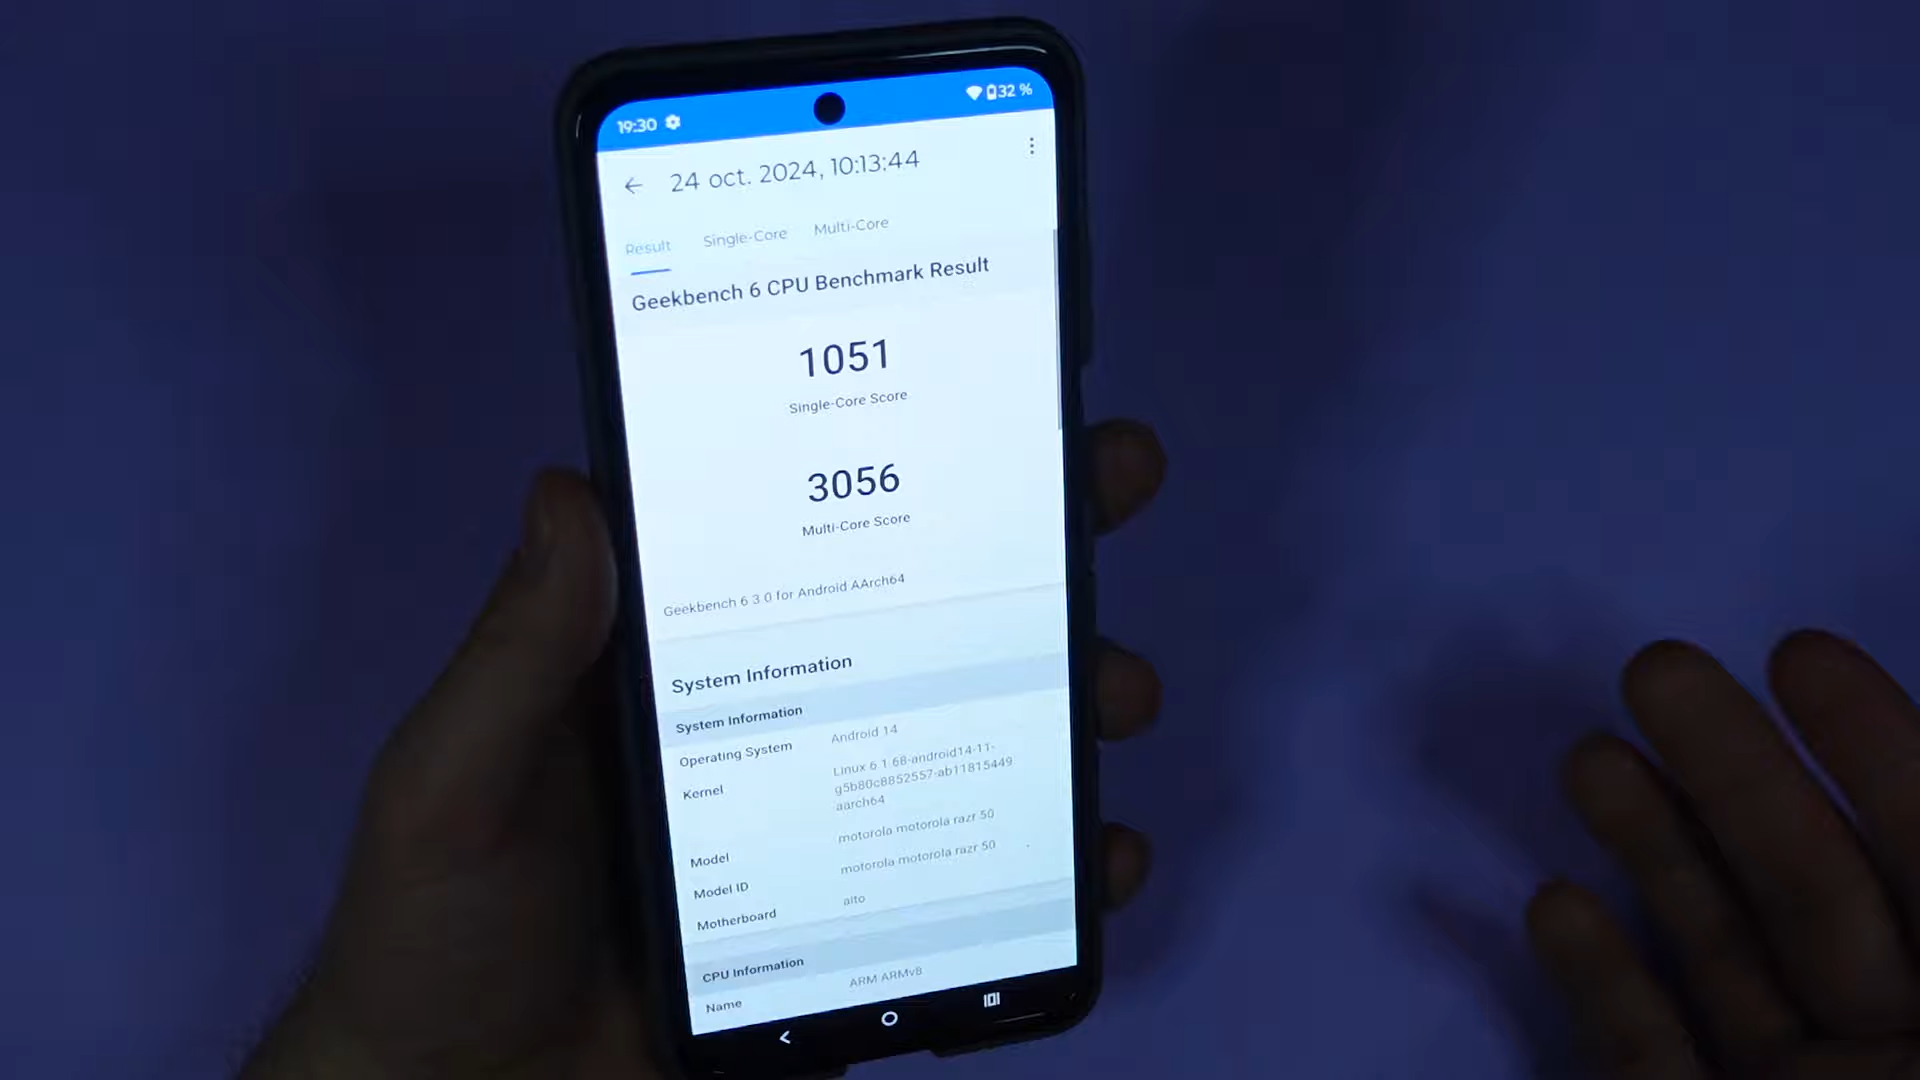 19:30
32 %
24 oct. 2024, 10:13:44
Result Single-Core Multi-Core
Geekbench 6 CPU Benchmark Result
1051
Single-Core Score
3056
Multi-Core Score
Geekbench 6.3.0 for Android AArch64
System Information
System Information
Operating System Android 14
Kernel Linux 6.1.68-android14-11-
g5b80c8852557-ab11815449
aarch64
Model motorola motorola razr 50
Model ID motorola motorola razr 50
Motherboard aito
CPU Information
Name ARM ARMv8